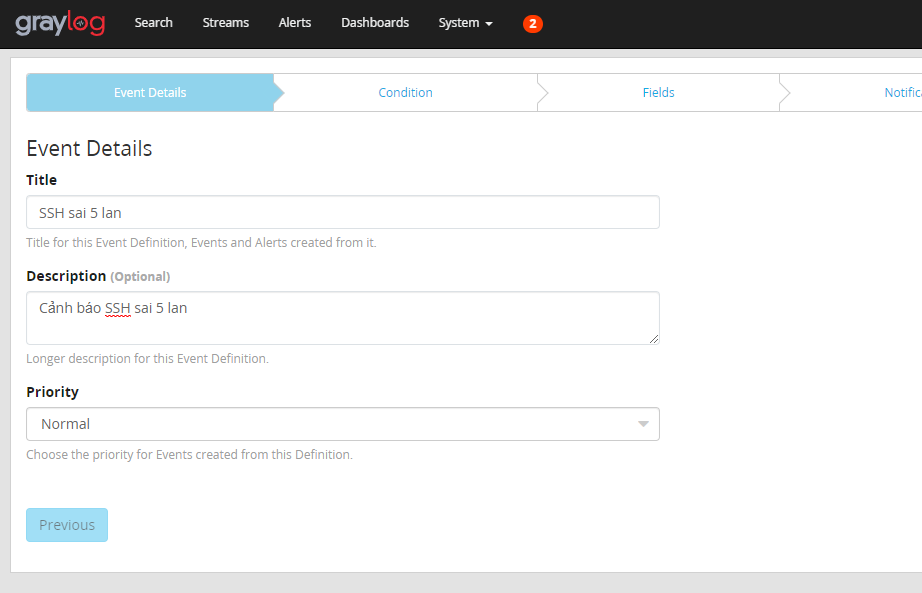 graylog Search Streams Alerts Dashboards System 2
Event Details Condition Fields
Event Details
Title
SSH sai 5 lan
Title for this Event Definition, Events and Alerts created from it.
Description (Optional)
Cảnh báo SSH sai 5 lan
Longer description for this Event Definition.
Priority
Normal
Choose the priority for Events created from this Definition.
Previous